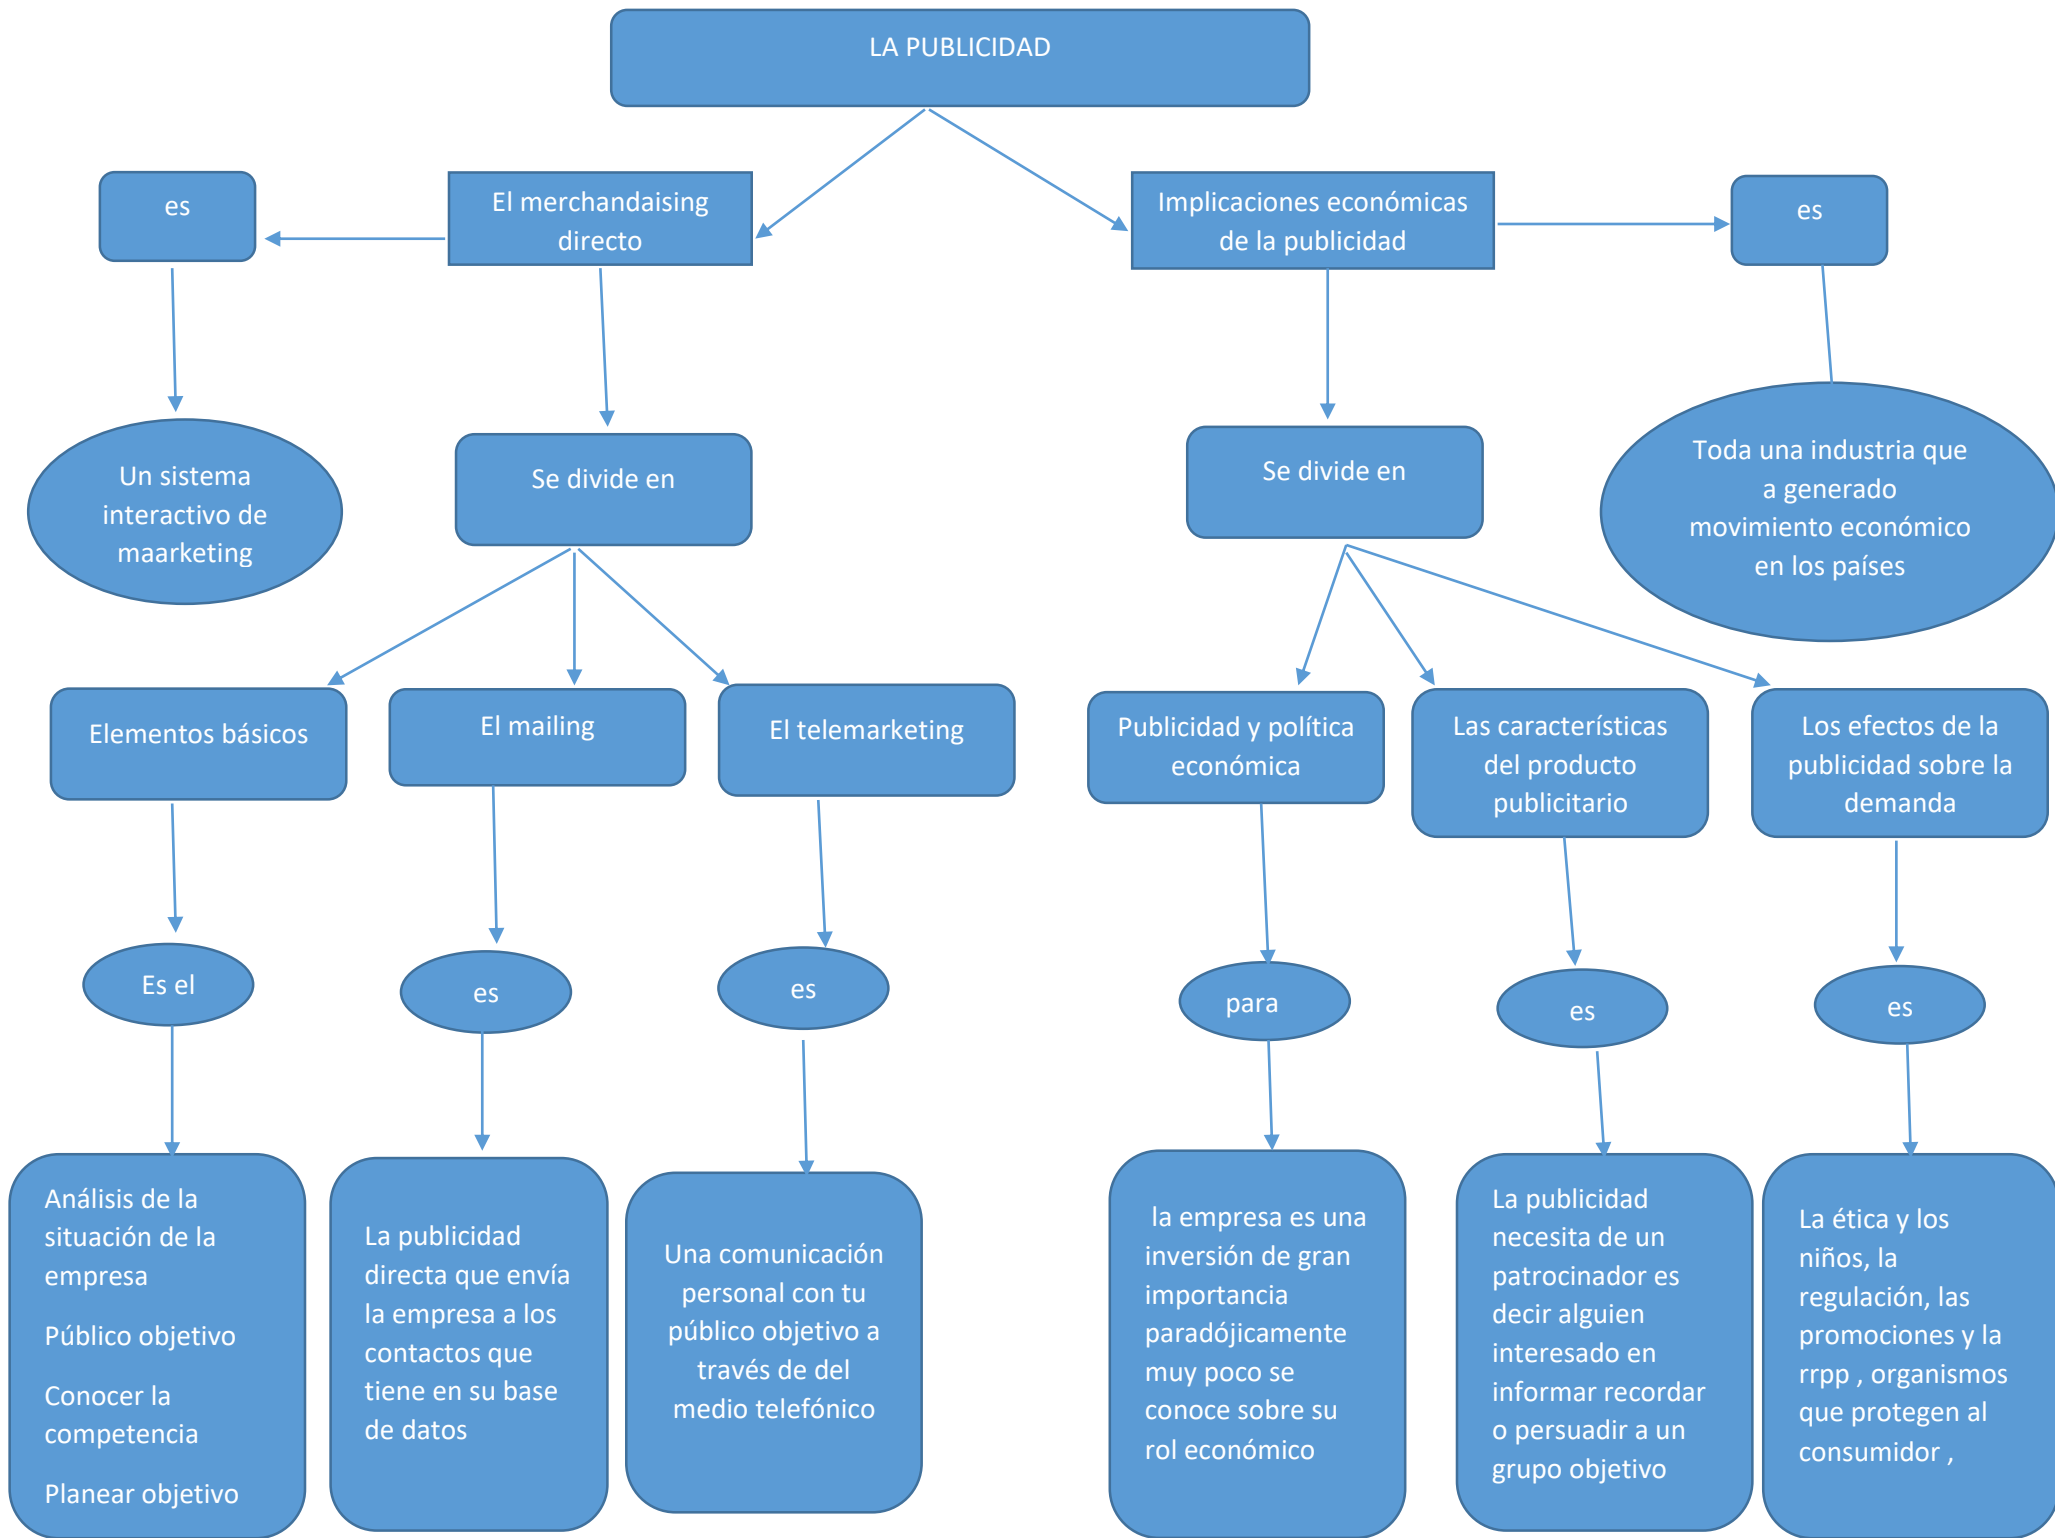 LA PUBLICIDAD
es
El merchandaising
directo
Implicaciones económicas
de la publicidad
es
Un sistema
interactivo de
maarketing
Se divide en
Se divide en
Toda una industria que
a generado
movimiento económico
en los países
Elementos básicos
El mailing
El telemarketing
Publicidad y política
económica
Las características
del producto
publicitario
Los efectos de la
publicidad sobre la
demanda
Es el
es
es
para
es
es
Análisis de la
situación de la
empresa
Público objetivo
Conocer la
competencia
Planear objetivo
La publicidad
directa que envía
la empresa a los
contactos que
tiene en su base
de datos
Una comunicación
personal con tu
público objetivo a
través de del
medio telefónico
la empresa es una
inversión de gran
importancia
paradójicamente
muy poco se
conoce sobre su
rol económico
La publicidad
necesita de un
patrocinador es
decir alguien
interesado en
informar recordar
o persuadir a un
grupo objetivo
La ética y los
niños, la
regulación, las
promociones y la
rrpp , organismos
que protegen al
consumidor ,